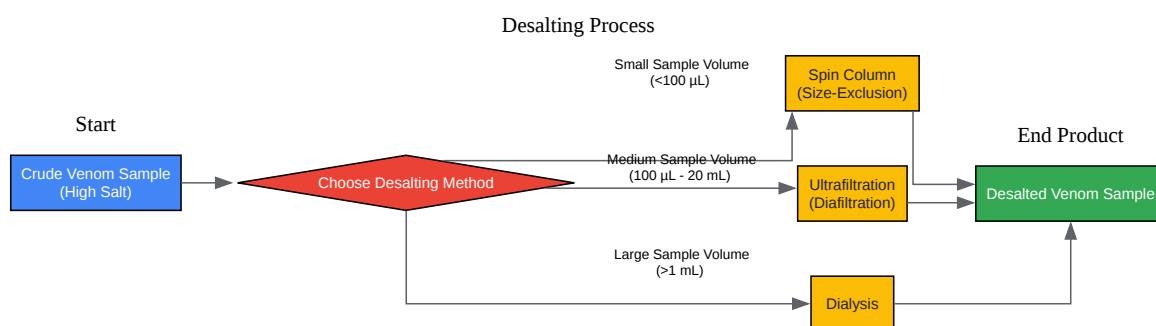 Desalting Process
Start
Crude Venom Sample
(High Salt)
Choose Desalting Method
Small Sample Volume
(<100 µL)
Spin Column
(Size-Exclusion)
Medium Sample Volume
(100 µL - 20 mL)
Ultrafiltration
(Diafiltration)
Large Sample Volume
(>1 mL)
Dialysis
End Product
Desalted Venom Sample